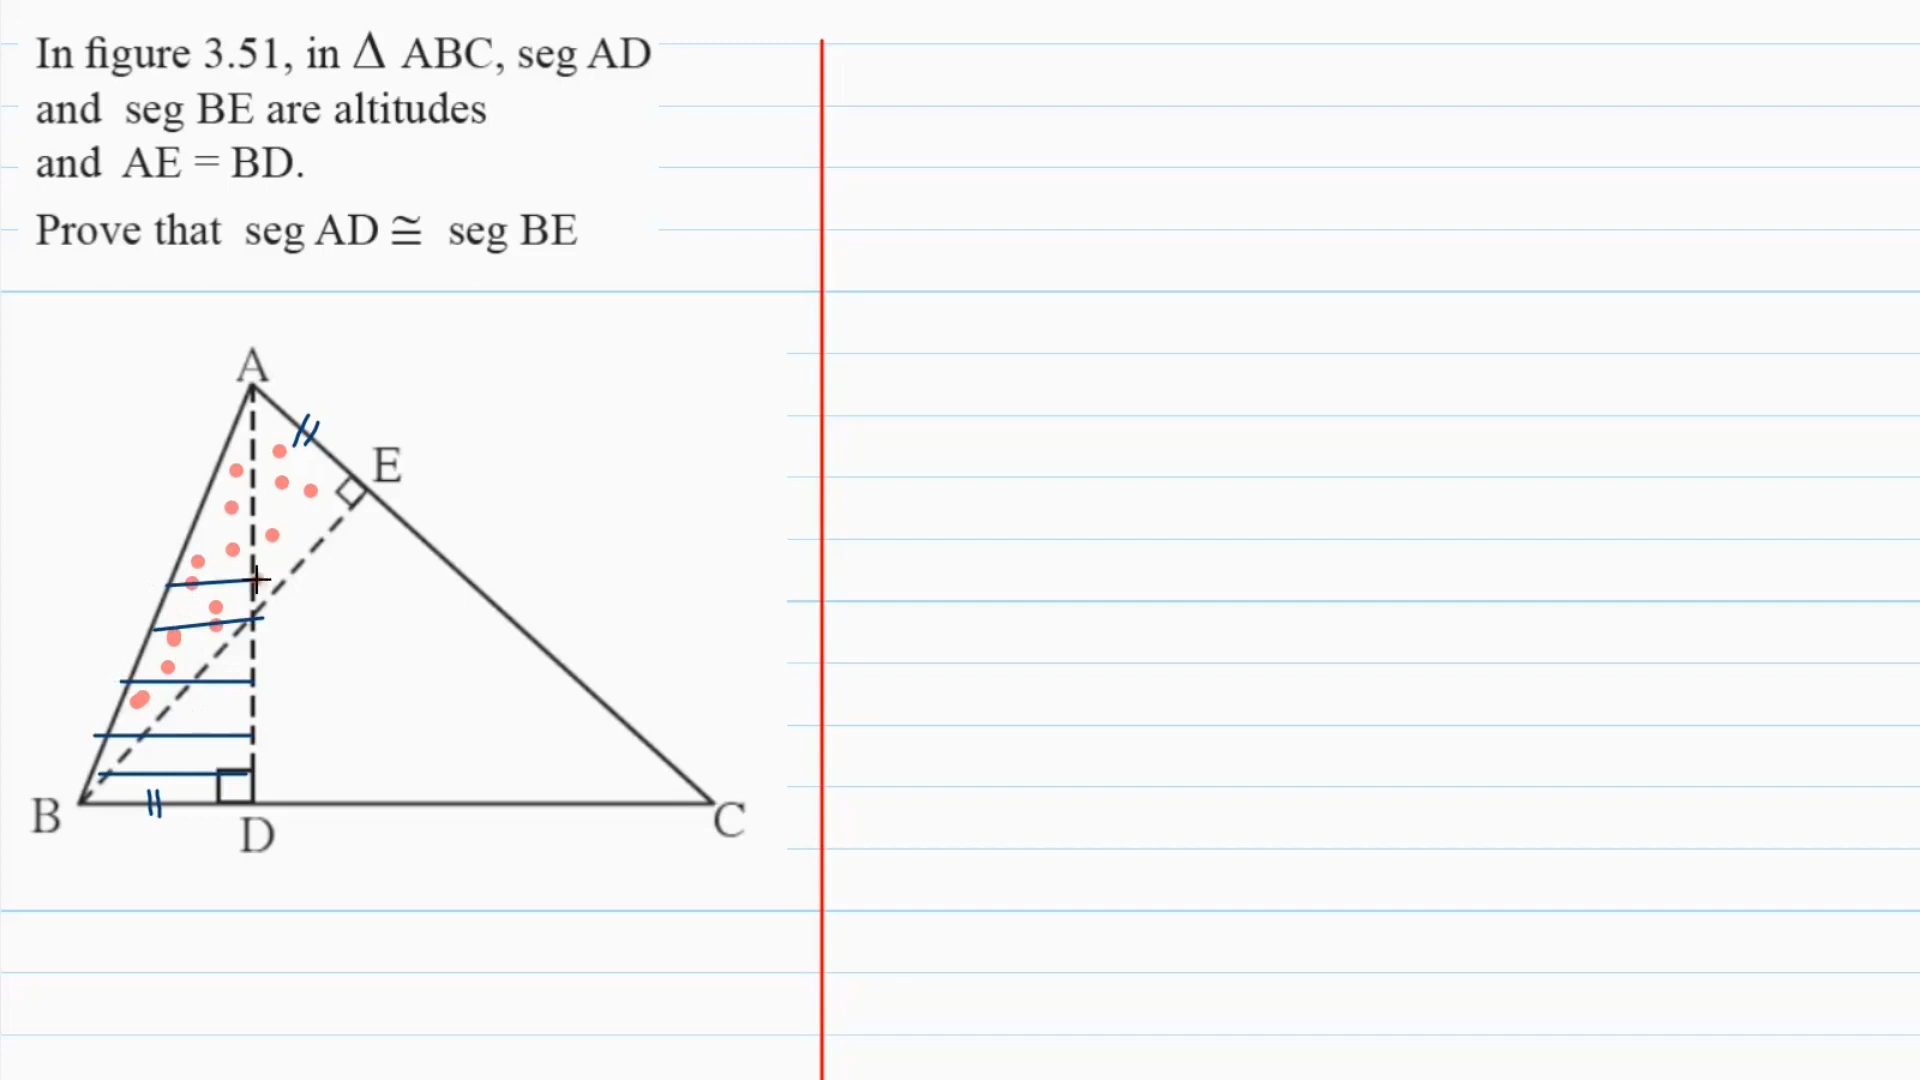 In figure 3.51, in Δ ABC, seg AD
and seg BE are altitudes
and AE = BD.
Prove that seg AD ≅ seg BE
A
E
B
D
C